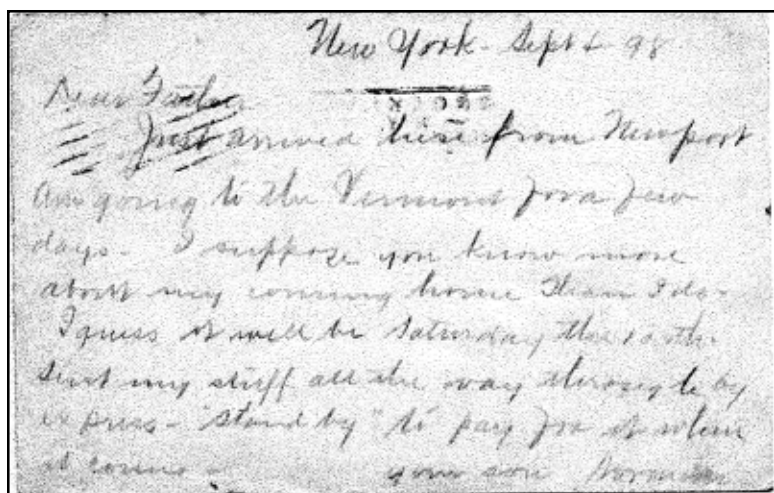 New York - Sept 98
Dear Father
Just arrived here from Newport
Am going to the Vermont for a few
days - I suppose you know more
about my coming home than I do -
I guess it will be Saturday the
Sent my stuff all the way through by
express - "stand by" to pay for it when
it comes - your son Norman